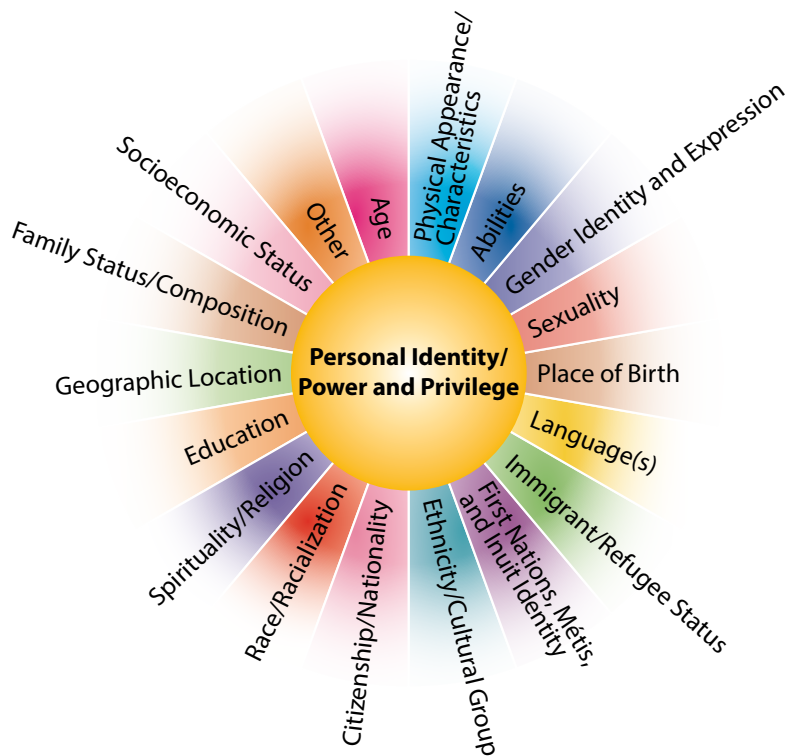 Personal Identity/
Power and Privilege
Physical Appearance/
Characteristics
Abilities
Gender Identity and Expression
Sexuality
Place of Birth
Language(s)
Immigrant/Refugee Status
First Nations, Métis,
and Inuit Identity
Ethnicity/Cultural Group
Citizenship/Nationality
Race/Racialization
Spirituality/Religion
Education
Geographic Location
Family Status/Composition
Socioeconomic Status
Other
Age